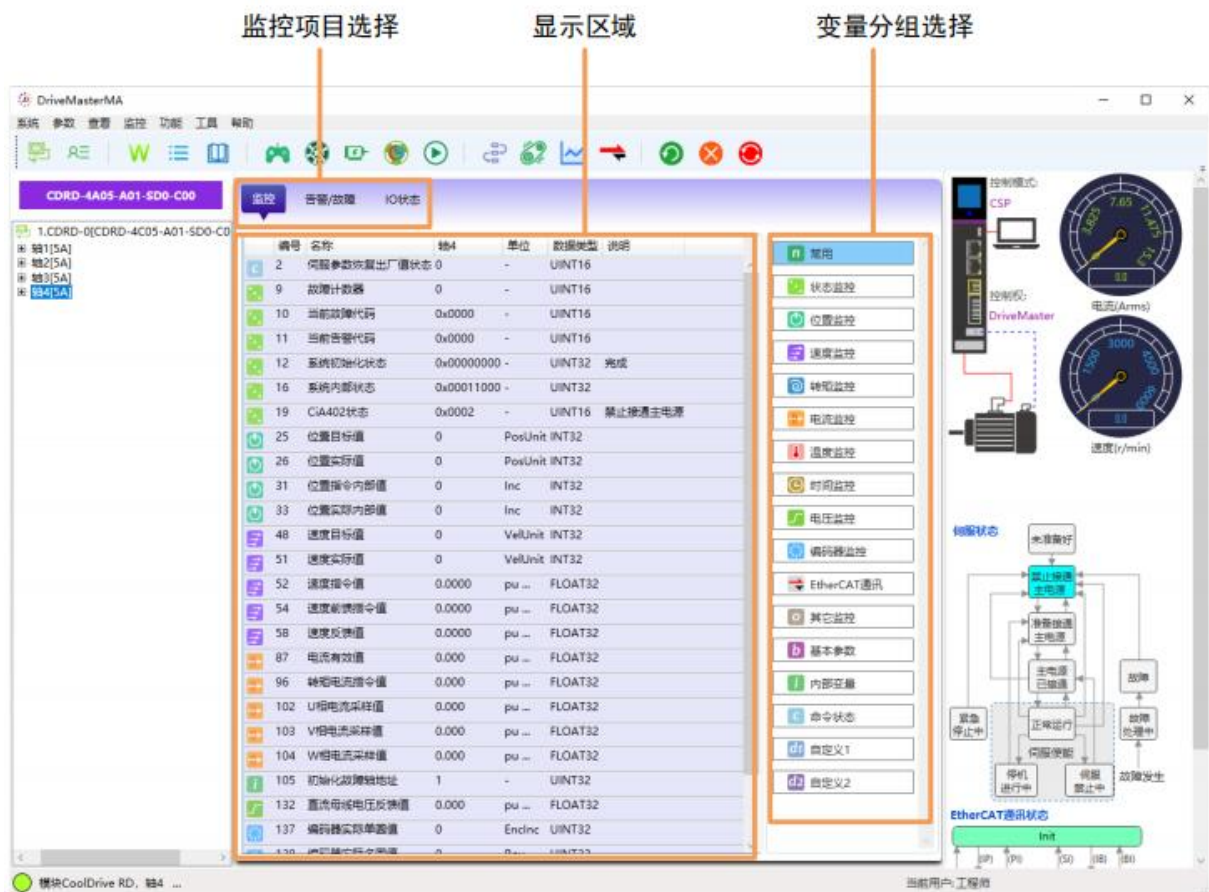 监控项目选择 显示区域 变量分组选择
DriveMasterMA
系统 参数 查看 监控 功能 工具 帮助
CDRD-4A05-A01-SD0-C00
1.CDRD-0[CDRD-4C05-A01-SD0-C0
轴1[5A]
轴2[5A]
轴3[5A]
轴4[5A]
监控 告警/故障 IO状态
编号 名称 轴4 单位 数据类型 说明
2 伺服参数恢复出厂值状态 0 - UINT16
9 故障计数器 0 - UINT16
10 当前故障代码 0x0000 - UINT16
11 当前告警代码 0x0000 - UINT16
12 系统初始化状态 0x00000000 - UINT32 完成
16 系统内部状态 0x00011000 - UINT32
19 CiA402状态 0x0002 - UINT16 禁止接通主电源
25 位置目标值 0 PosUnit INT32
26 位置实际值 0 PosUnit INT32
31 位置指令内部值 0 Inc INT32
33 位置实际内部值 0 Inc INT32
48 速度目标值 0 VelUnit INT32
51 速度实际值 0 VelUnit INT32
52 速度指令值 0.0000 pu ... FLOAT32
54 速度前馈指令值 0.0000 pu ... FLOAT32
58 速度反馈值 0.0000 pu ... FLOAT32
87 电流有效值 0.000 pu ... FLOAT32
96 转矩电流指令值 0.000 pu ... FLOAT32
102 U相电流采样值 0.000 pu ... FLOAT32
103 V相电流采样值 0.000 pu ... FLOAT32
104 W相电流采样值 0.000 pu ... FLOAT32
105 初始化故障轴地址 1 - UINT32
132 直流母线电压反馈值 0.000 pu ... FLOAT32
137 编码器实际单圈值 0 EncInc UINT32
n 常用
状态监控
位置监控
速度监控
转矩监控
电流监控
温度监控
时间监控
电压监控
编码器监控
EtherCAT通讯
其它监控
b 基本参数
i 内部变量
c 命令状态
d1 自定义1
d2 自定义2
控制模式:
CSP
控制权:
DriveMaster
3.825 7.65 11.475 15.3
0.0
电流(Arms)
1500 3000 4500 6000
0.0
速度(r/min)
伺服状态
未准备好
禁止接通
主电源
准备接通
主电源
主电源
已接通
故障
紧急
停止中
正常运行
故障
处理中
伺服使能
停机
进行中
伺服
禁止中
故障发生
EtherCAT通讯状态
Init
(IP) (PI) (SI) (IB) (BI)
模块CoolDrive RD, 轴4 ...
当前用户:工程师